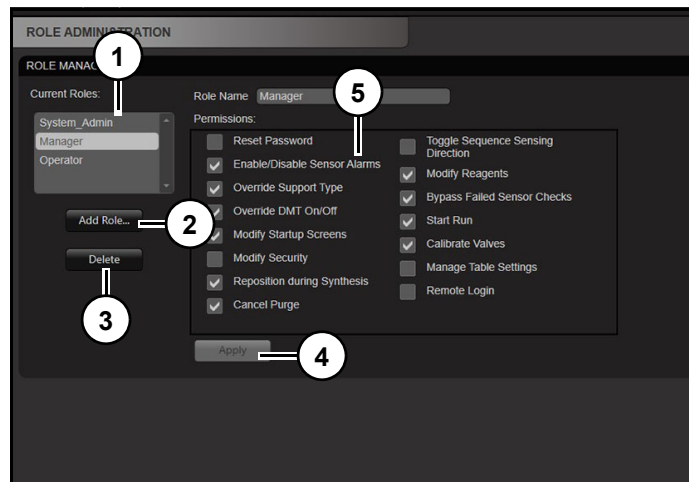 ROLE ADMINISTRATION
ROLE MANAG
1
Current Roles:
System_Admin
Manager
Operator
Add Role...
2
Delete
3
Role Name Manager
5
Permissions:
Reset Password
Enable/Disable Sensor Alarms
Override Support Type
Override DMT On/Off
Modify Startup Screens
Modify Security
Reposition during Synthesis
Cancel Purge
Toggle Sequence Sensing
Direction
Modify Reagents
Bypass Failed Sensor Checks
Start Run
Calibrate Valves
Manage Table Settings
Remote Login
Apply
4